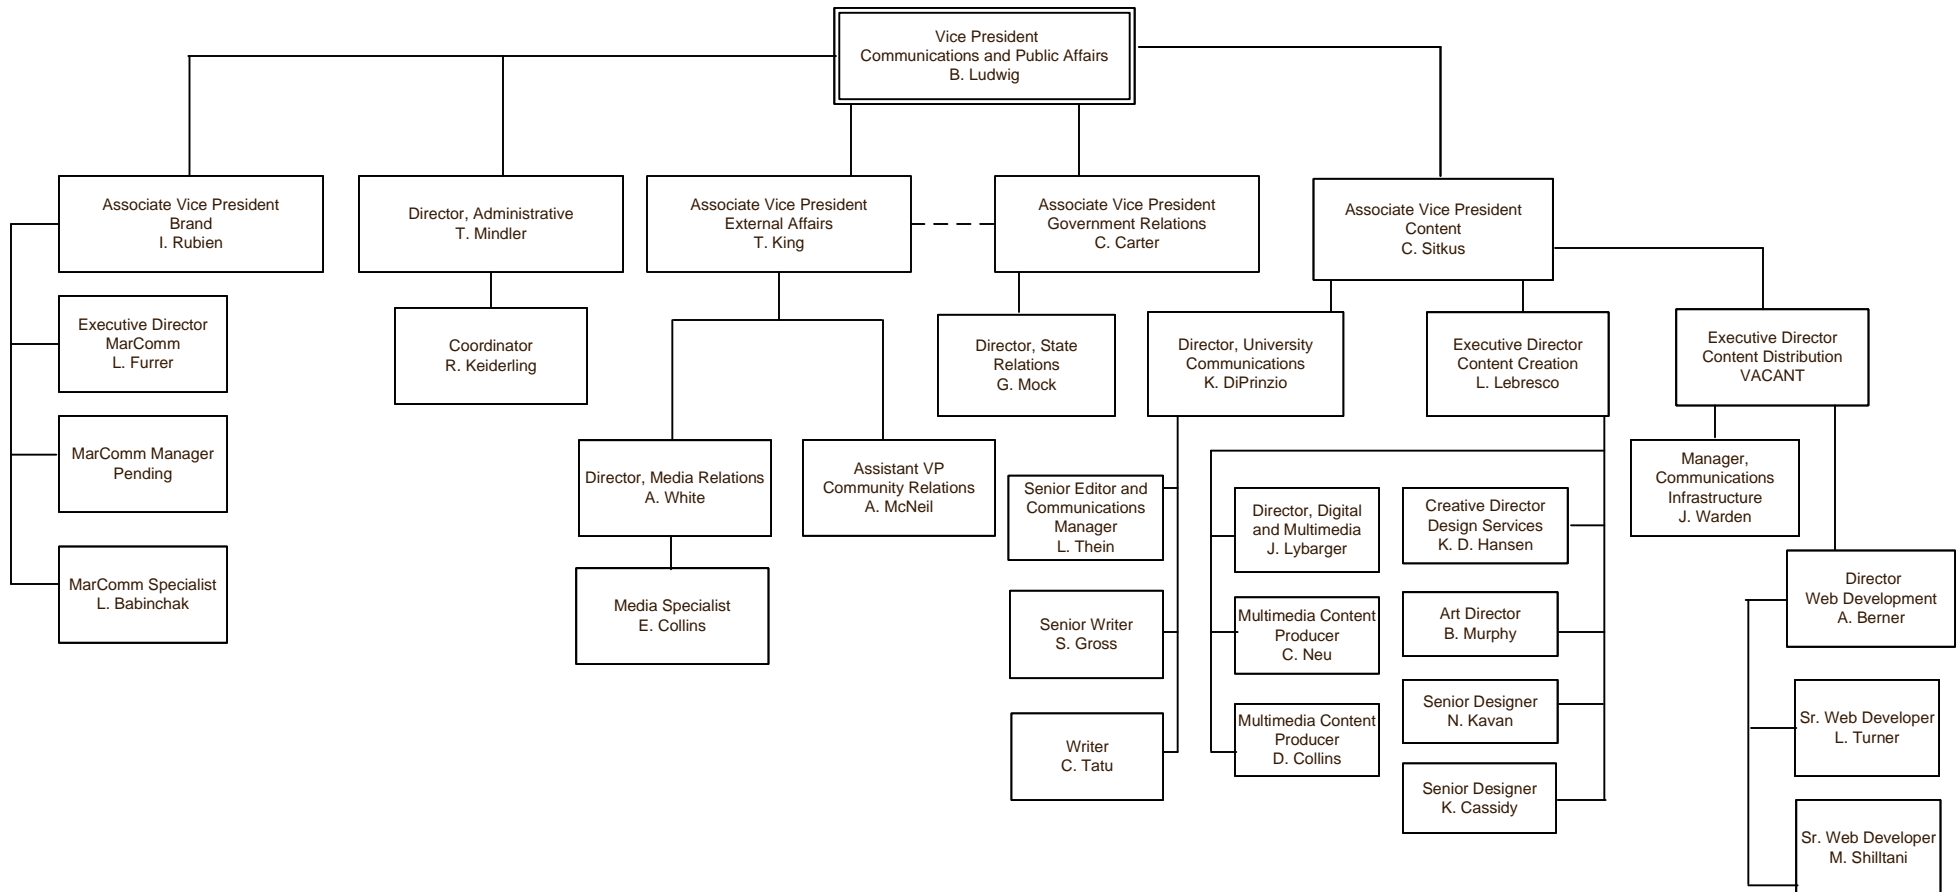 Vice President
Communications and Public Affairs
B. Ludwig
Associate Vice President
Brand
I. Rubien
Director, Administrative
T. Mindler
Associate Vice President
External Affairs
T. King
Associate Vice President
Government Relations
C. Carter
Associate Vice President
Content
C. Sitkus
Executive Director
MarComm
L. Furrer
MarComm Manager
Pending
MarComm Specialist
L. Babinchak
Coordinator
R. Keiderling
Director, Media Relations
A. White
Media Specialist
E. Collins
Assistant VP
Community Relations
A. McNeil
Director, State
Relations
G. Mock
Director, University
Communications
K. DiPrinzio
Senior Editor and
Communications
Manager
L. Thein
Senior Writer
S. Gross
Writer
C. Tatu
Executive Director
Content Creation
L. Lebresco
Director, Digital
and Multimedia
J. Lybarger
Multimedia Content
Producer
C. Neu
Multimedia Content
Producer
D. Collins
Creative Director
Design Services
K. D. Hansen
Art Director
B. Murphy
Senior Designer
N. Kavan
Senior Designer
K. Cassidy
Executive Director
Content Distribution
VACANT
Manager,
Communications
Infrastructure
J. Warden
Director
Web Development
A. Berner
Sr. Web Developer
L. Turner
Sr. Web Developer
M. Shilltani